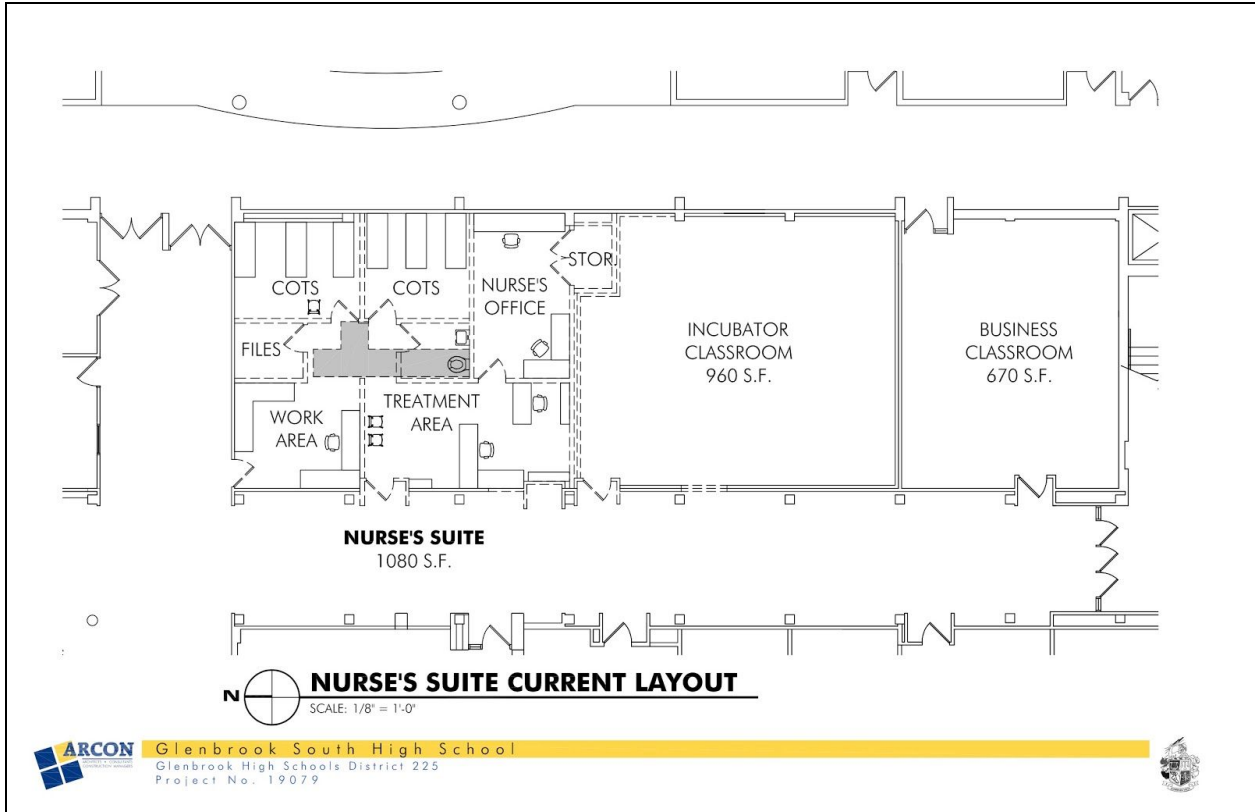 COTS
COTS
STOR.
NURSE'S
OFFICE
FILES
INCUBATOR
CLASSROOM
960 S.F.
BUSINESS
CLASSROOM
670 S.F.
WORK
AREA
TREATMENT
AREA
NURSE'S SUITE
1080 S.F.
N
NURSE'S SUITE CURRENT LAYOUT
SCALE: 1/8" = 1'-0"
ARCON
Glenbrook South High School
Glenbrook High Schools District 225
Project No. 19079